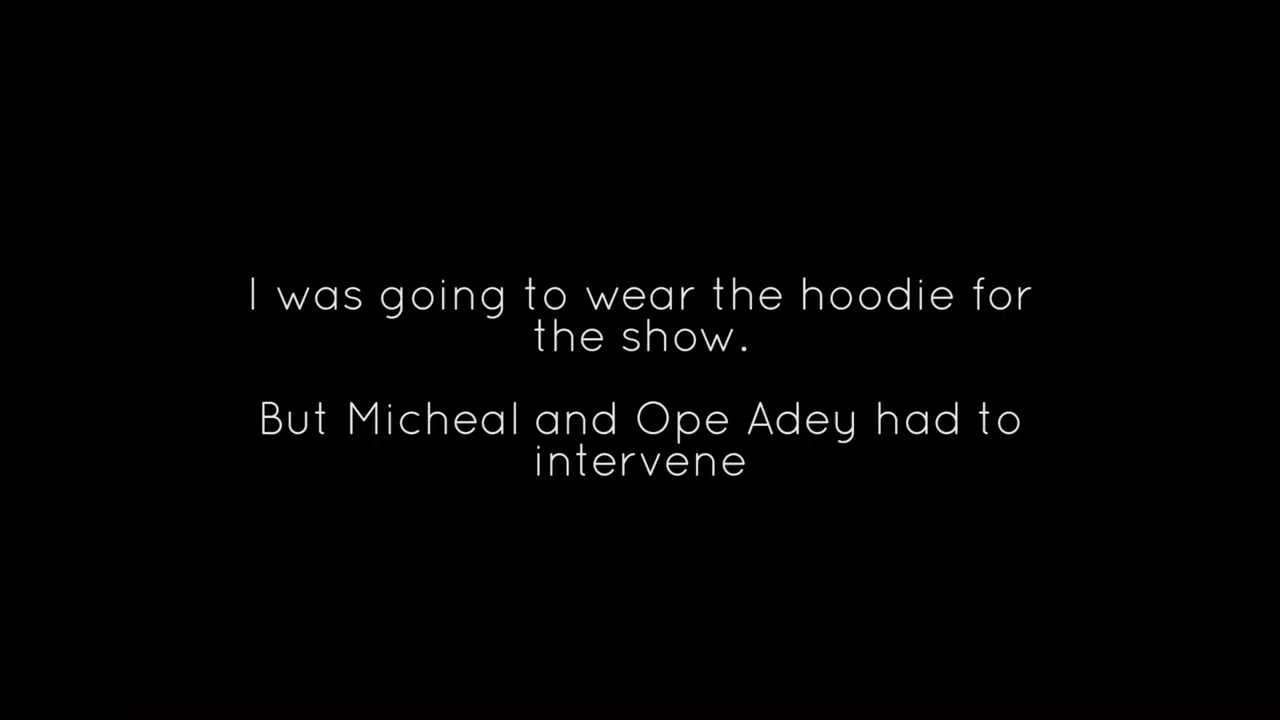 I was going to wear the hoodie for
the show.
But Micheal and Ope Adey had to
intervene